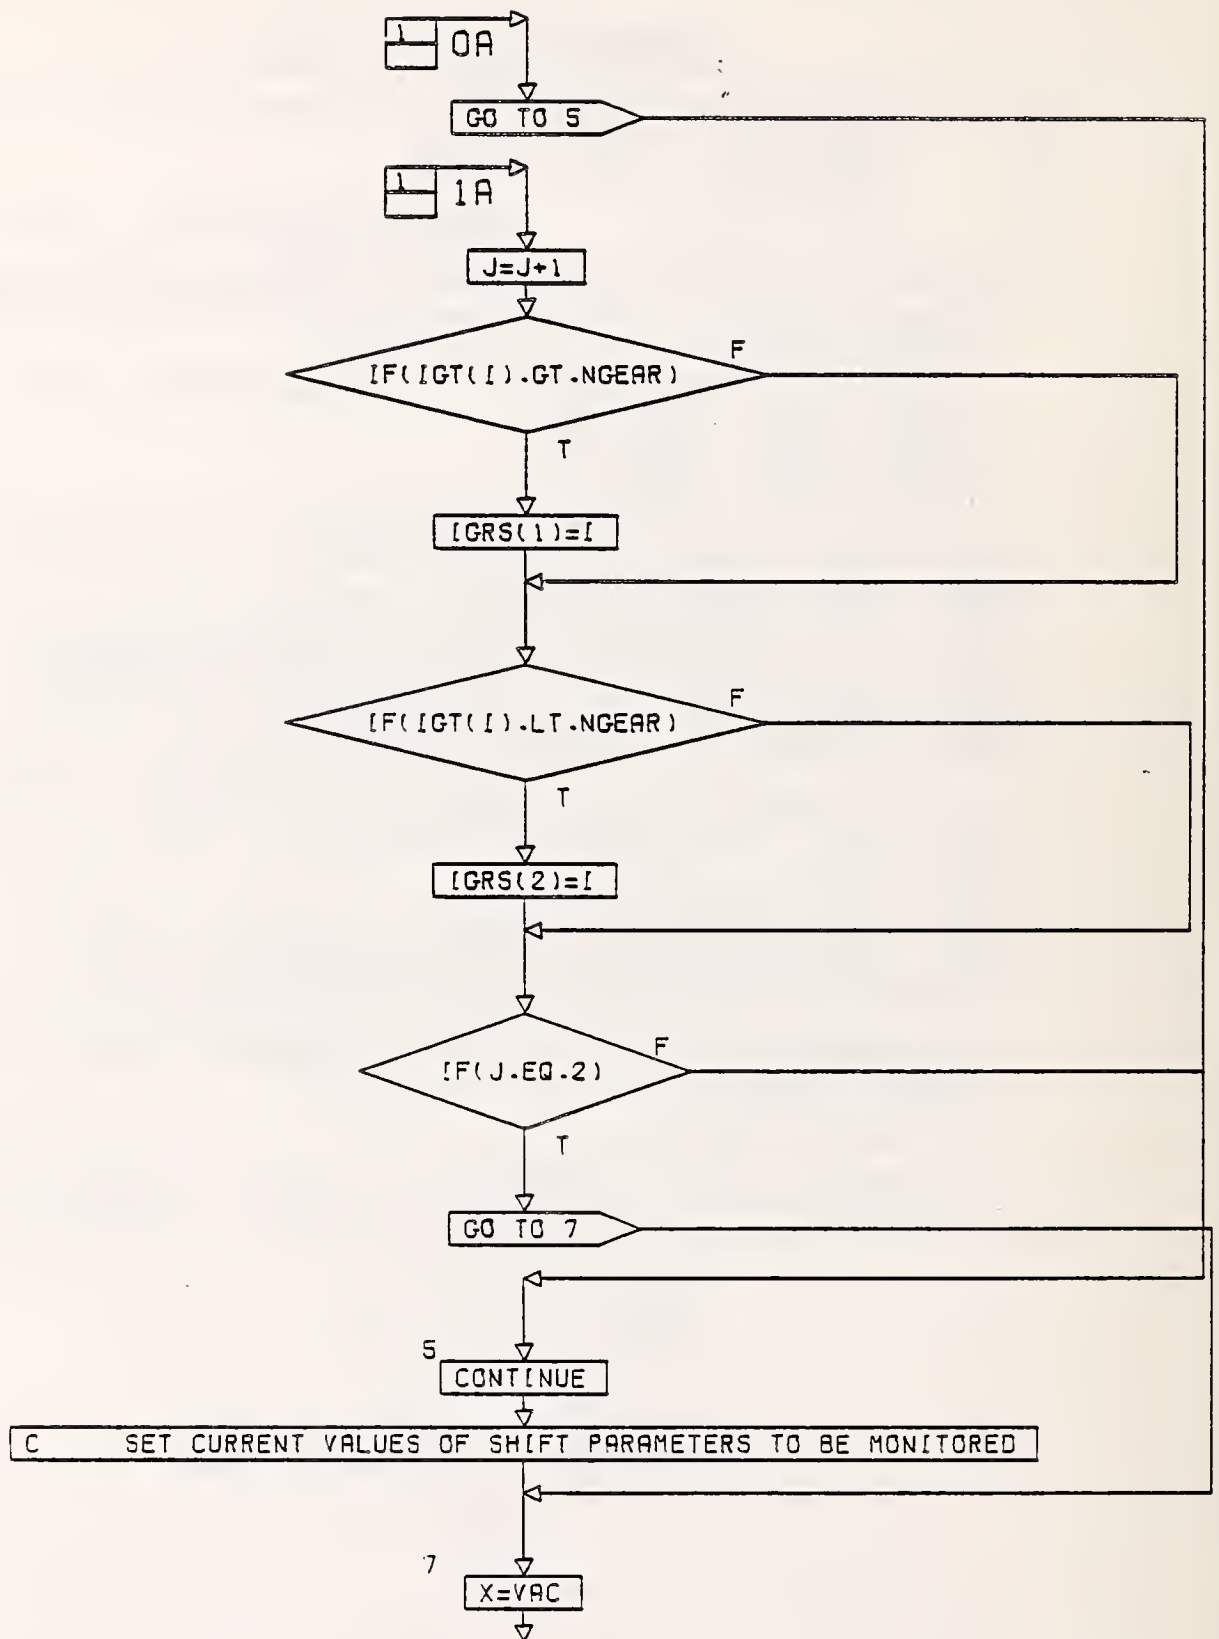 1
0A
GO TO 5
1
1A
J=J+1
IF(IGT(I).GT.NGEAR)
F
T
IGRS(1)=I
IF(IGT(I).LT.NGEAR)
F
T
IGRS(2)=I
IF(J.EQ.2)
F
T
GO TO 7
5
CONTINUE
C SET CURRENT VALUES OF SHIFT PARAMETERS TO BE MONITORED
7
X=VAC